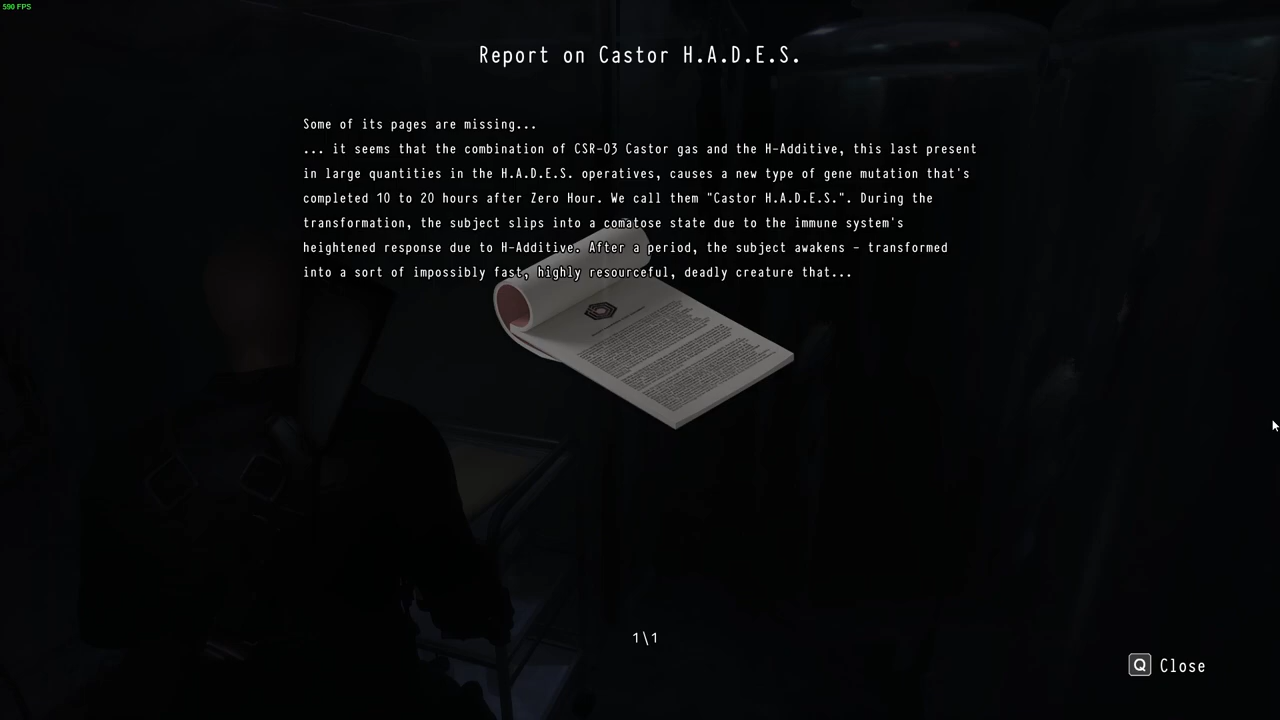 590 FPS
Report on Castor H.A.D.E.S.
Some of its pages are missing...
... it seems that the combination of CSR-03 Castor gas and the H-Additive, this last present
in large quantities in the H.A.D.E.S. operatives, causes a new type of gene mutation that's
completed 10 to 20 hours after Zero Hour. We call them "Castor H.A.D.E.S.". During the
transformation, the subject slips into a comatose state due to the immune system's
heightened response due to H-Additive. After a period, the subject awakens - transformed
into a sort of impossibly fast, highly resourceful, deadly creature that...
1\1
Q Close